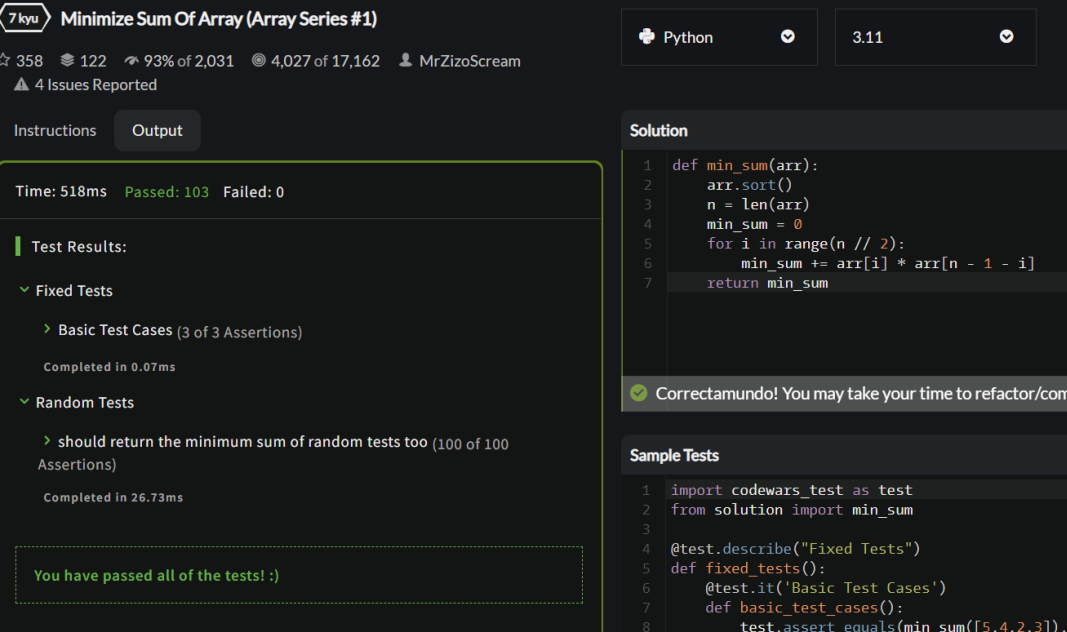 7 kyu Minimize Sum Of Array (Array Series #1)
358 122 93% of 2,031 4,027 of 17,162 MrZizoScream
4 Issues Reported
Instructions Output
Time: 518ms Passed: 103 Failed: 0
Test Results:
Fixed Tests
Basic Test Cases (3 of 3 Assertions)
Completed in 0.07ms
Random Tests
should return the minimum sum of random tests too (100 of 100
Assertions)
Completed in 26.73ms
You have passed all of the tests! :)
Python 3.11
Solution
1 def min_sum(arr):
2 arr.sort()
3 n = len(arr)
4 min_sum = 0
5 for i in range(n // 2):
6 min_sum += arr[i] * arr[n - 1 - i]
7 return min_sum
Correctamundo! You may take your time to refactor/com
Sample Tests
1 import codewars_test as test
2 from solution import min_sum
3
4 @test.describe("Fixed Tests")
5 def fixed_tests():
6 @test.it('Basic Test Cases')
7 def basic_test_cases():
8 test.assert_equals(min_sum([5,4,2,3]),